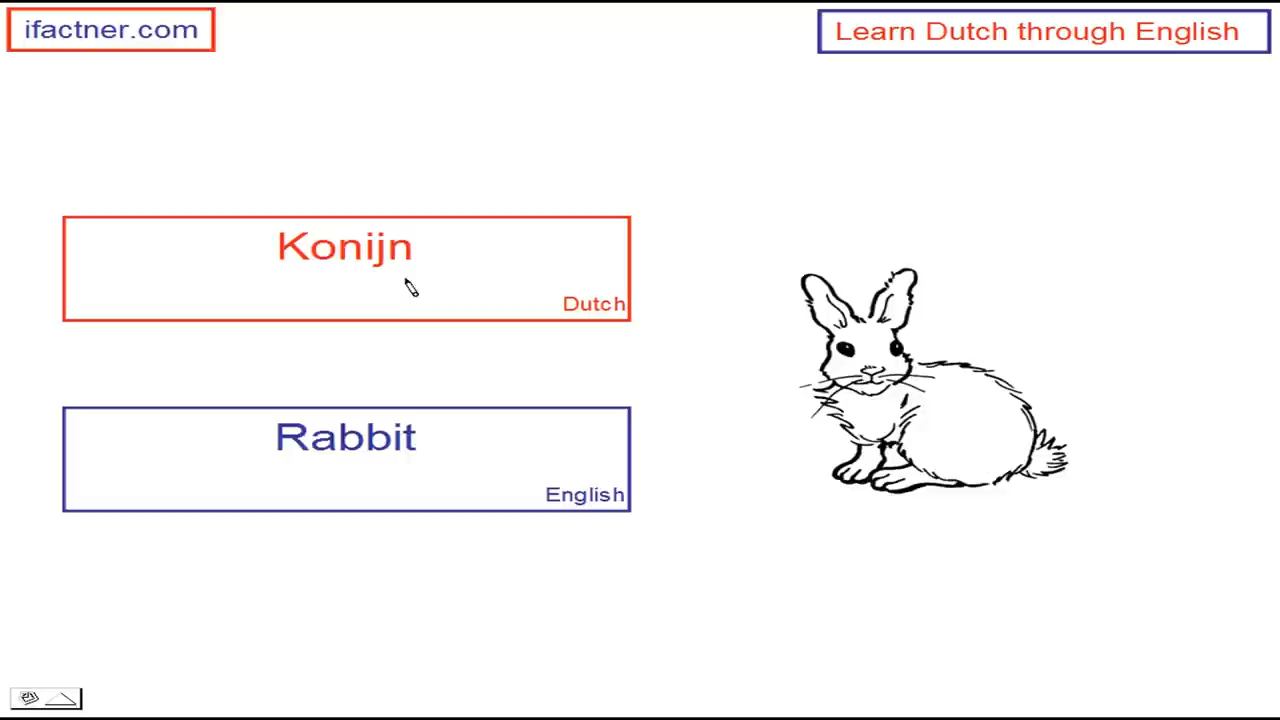 ifactner.com
Learn Dutch through English
Konijn
Dutch
Rabbit
English